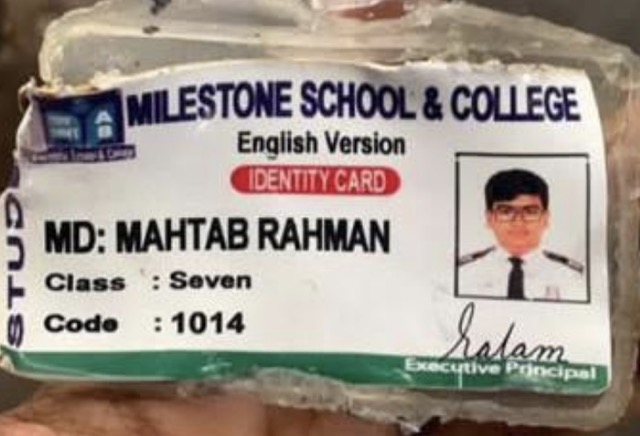 MILESTONE SCHOOL & COLLEGE
English Version
IDENTITY CARD
MD: MAHTAB RAHMAN
Class : Seven
Code : 1014
STUD
A
B
Salam
Executive Principal